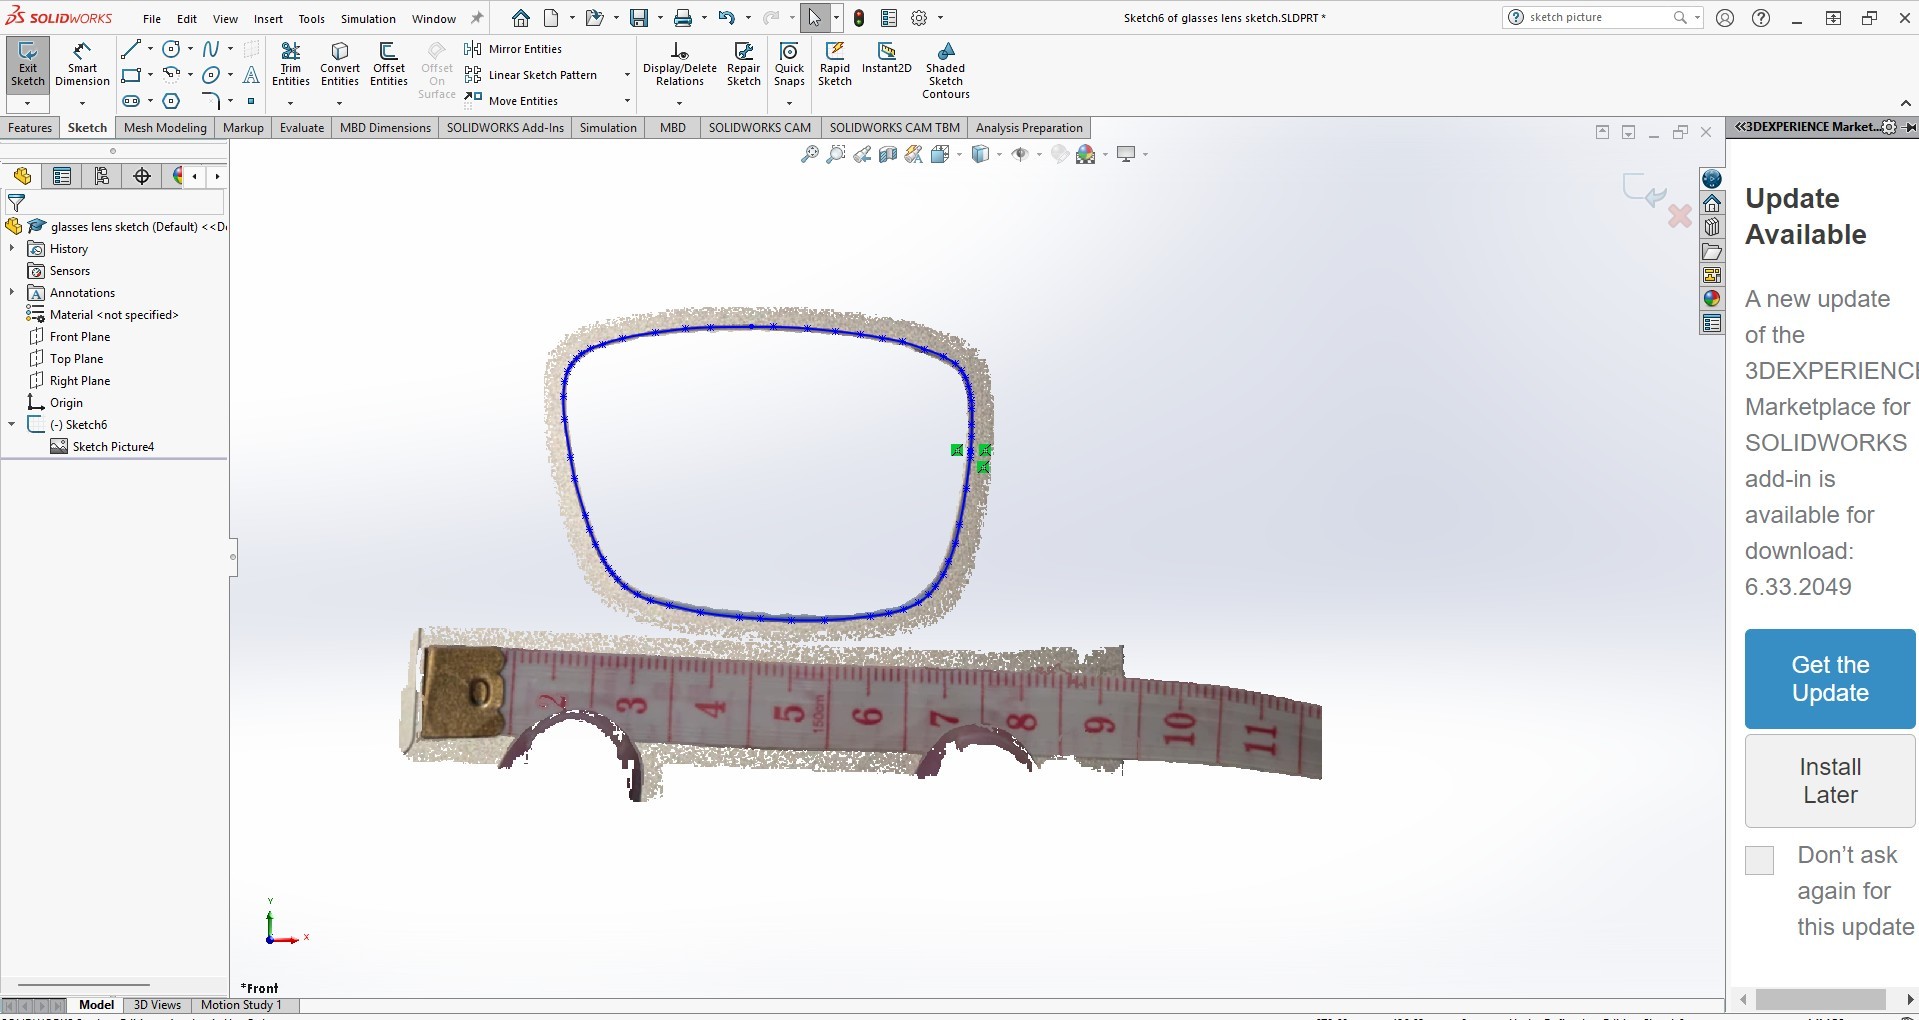 SOLIDWORKS File Edit View Insert Tools Simulation Window
Sketch6 of glasses lens sketch.SLDPRT *
sketch picture
Exit Sketch
Smart Dimension
Trim Entities
Convert Entities
Offset Entities
Offset On Surface
Mirror Entities
Linear Sketch Pattern
Move Entities
Display/Delete Relations
Repair Sketch
Quick Snaps
Rapid Sketch
Instant2D
Shaded Sketch Contours
Features Sketch Mesh Modeling Markup Evaluate MBD Dimensions SOLIDWORKS Add-Ins Simulation MBD SOLIDWORKS CAM SOLIDWORKS CAM TBM Analysis Preparation
3DEXPERIENCE Market...
glasses lens sketch (Default) <<D
History
Sensors
Annotations
Material <not specified>
Front Plane
Top Plane
Right Plane
Origin
(-) Sketch6
Sketch Picture4
2 3 4 5 6 7 8 9 10 11
150cm
Y
X
*Front
Update
Available
A new update
of the
3DEXPERIENCE
Marketplace for
SOLIDWORKS
add-in is
available for
download:
6.33.2049
Get the
Update
Install
Later
Don't ask
again for
this update
Model 3D Views Motion Study 1